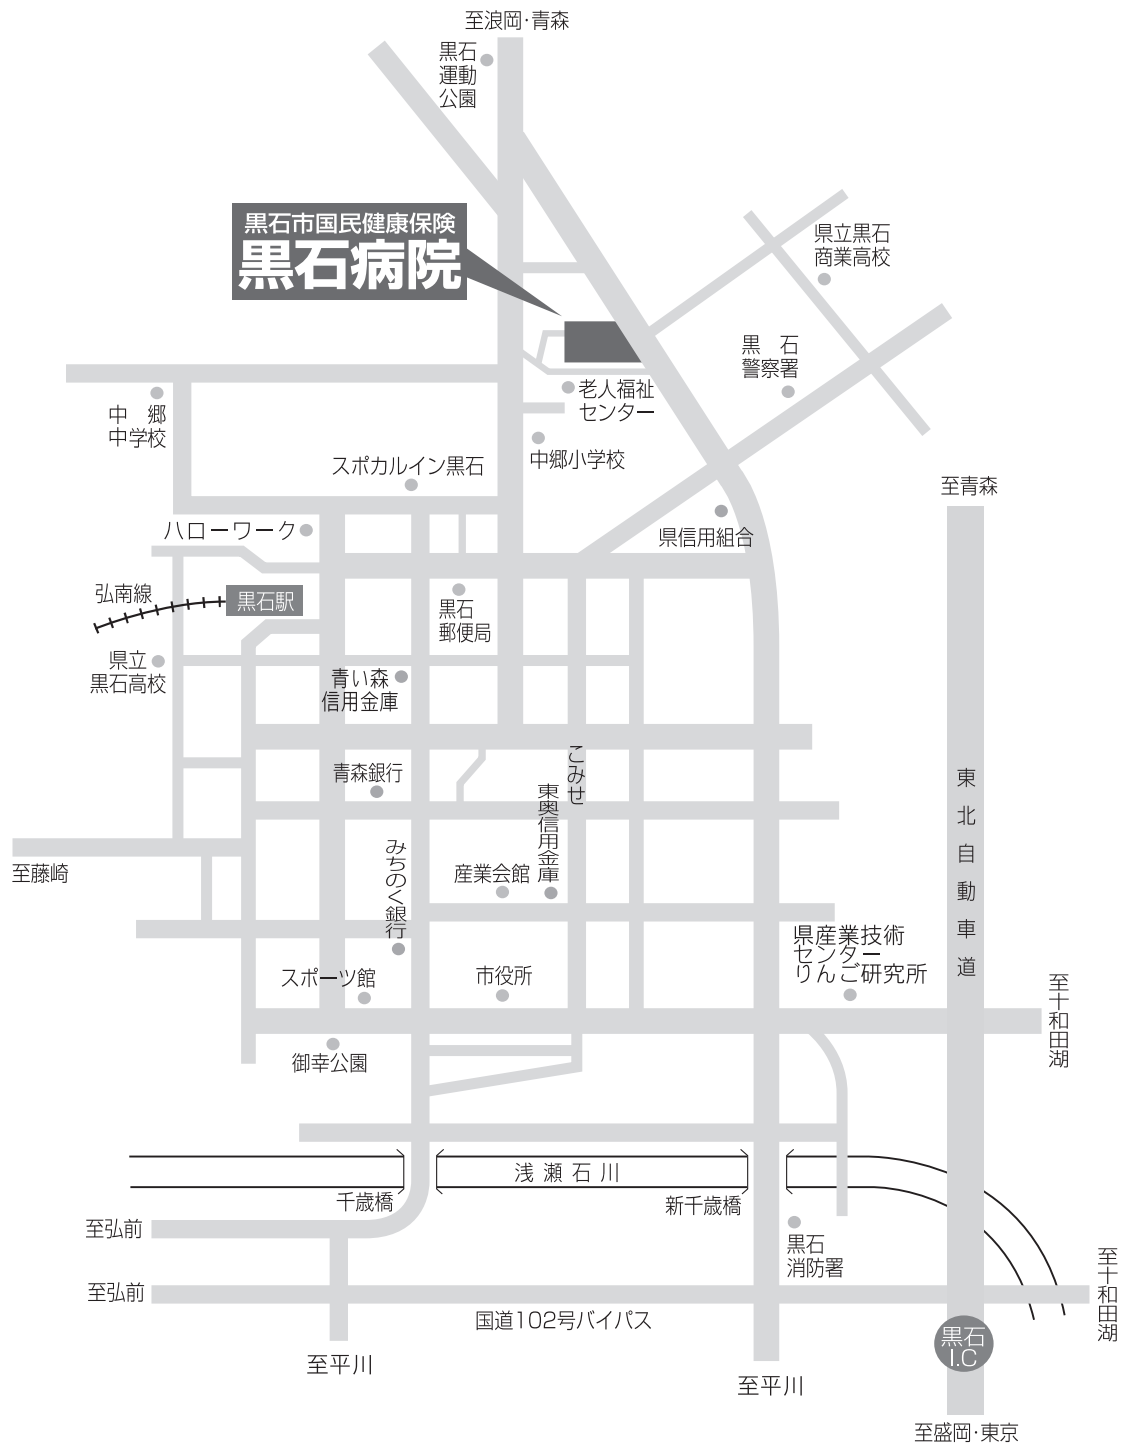 至浪岡･青森
黒石
運動
公園
黒石市国民健康保険
黒石病院
県立黒石
商業高校
黒　石
警察署
老人福祉
センター
中　郷
中学校
中郷小学校
スポカルイン黒石
至青森
ハローワーク
県信用組合
弘南線
黒石駅
黒石
郵便局
県立
黒石高校
青い森
信用金庫
こみせ
青森銀行
東奥信用金庫
東北自動車道
みちのく銀行
至藤崎
産業会館
県産業技術
センター
りんご研究所
スポーツ館
市役所
至十和田湖
御幸公園
浅瀬石川
千歳橋
新千歳橋
至弘前
黒石
消防署
至弘前
至十和田湖
国道102号バイパス
黒石
I.C
至平川
至平川
至盛岡･東京